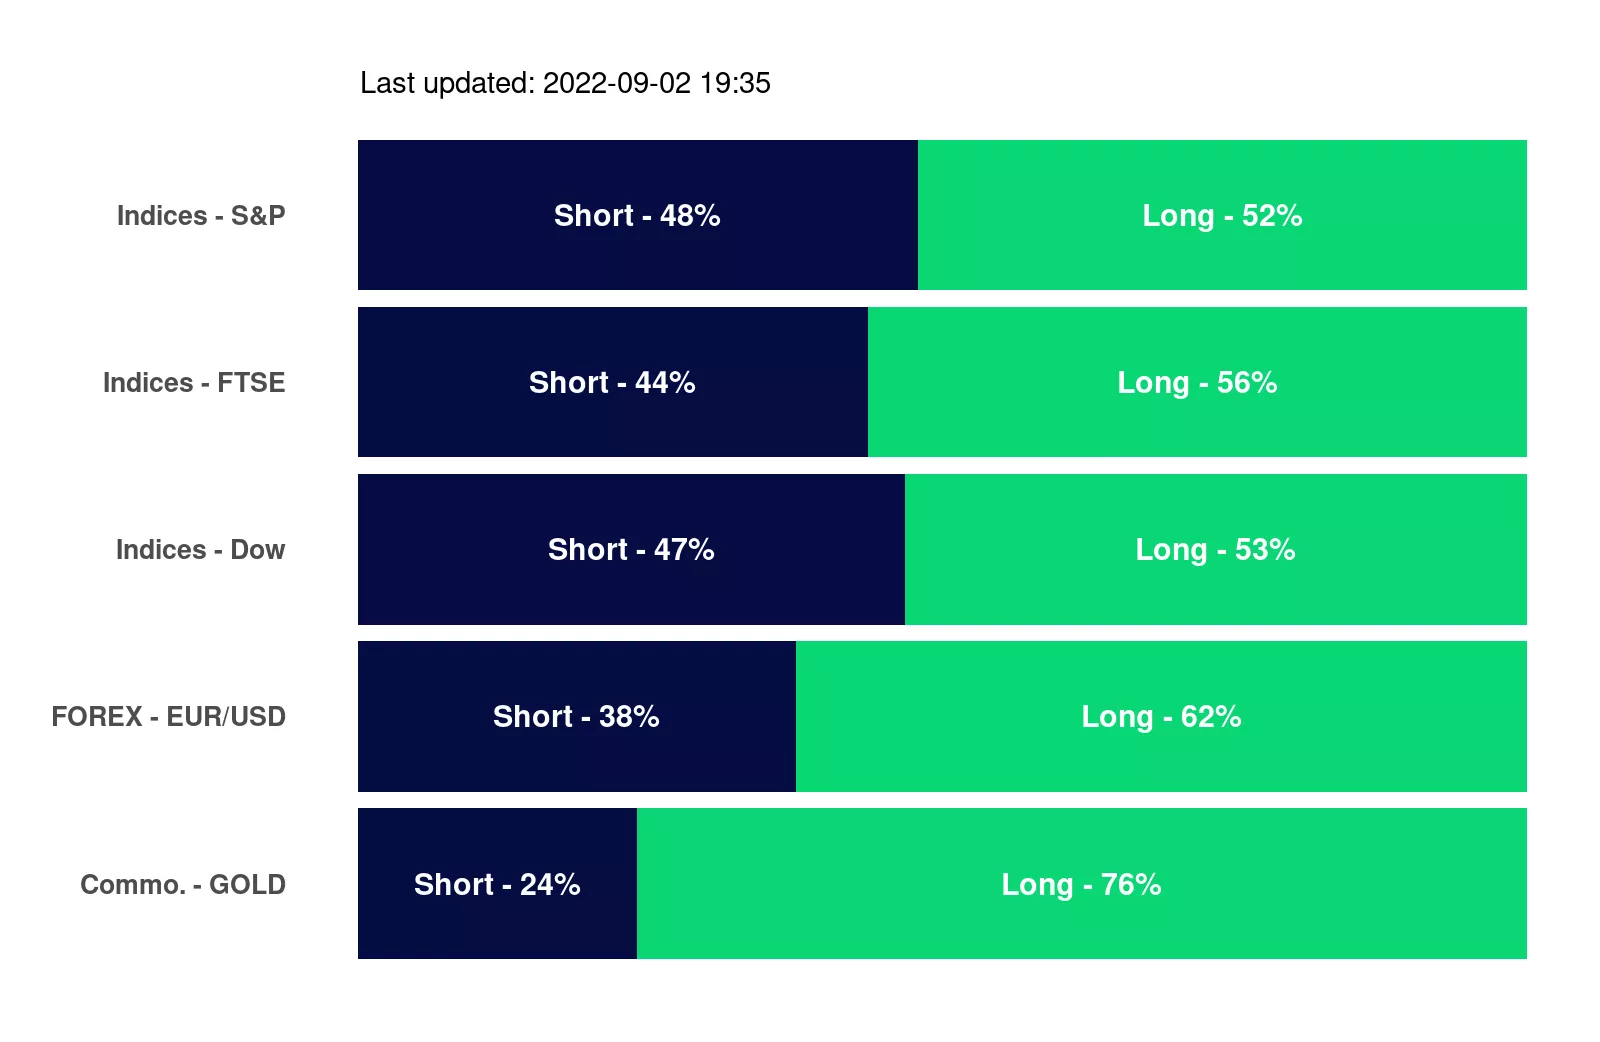 Last updated: 2022-09-02 19:35
Indices - S&P Short - 48% Long - 52%
Indices - FTSE Short - 44% Long - 56%
Indices - Dow Short - 47% Long - 53%
FOREX - EUR/USD Short - 38% Long - 62%
Commo. - GOLD Short - 24% Long - 76%